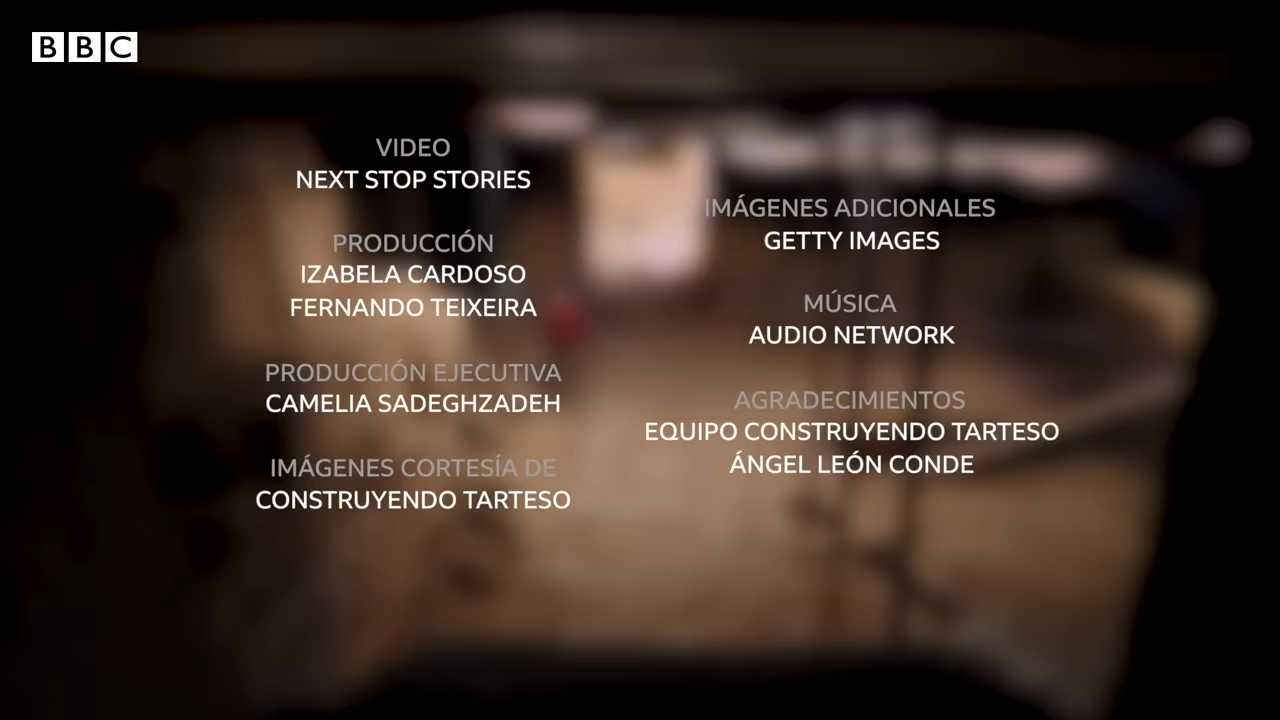 BBC
VIDEO
NEXT STOP STORIES
PRODUCCIÓN
IZABELA CARDOSO
FERNANDO TEIXEIRA
PRODUCCIÓN EJECUTIVA
CAMELIA SADEGHZADEH
IMÁGENES CORTESÍA DE
CONSTRUYENDO TARTESO
IMÁGENES ADICIONALES
GETTY IMAGES
MÚSICA
AUDIO NETWORK
AGRADECIMIENTOS
EQUIPO CONSTRUYENDO TARTESO
ÁNGEL LEÓN CONDE